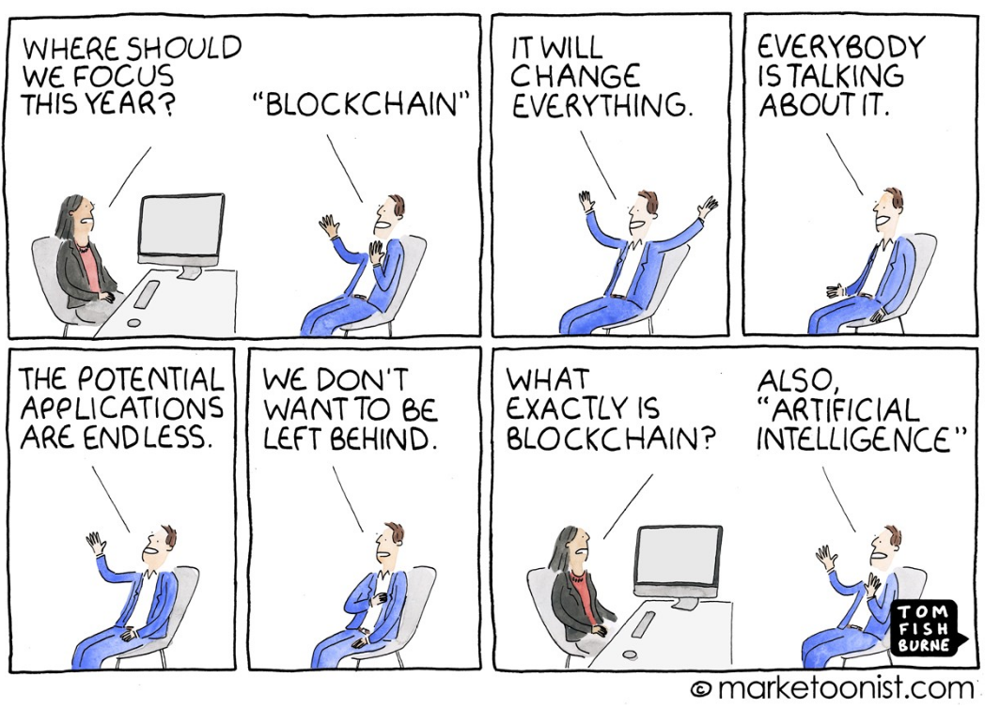 WHERE SHOULD
WE FOCUS
THIS YEAR?
"BLOCKCHAIN"
IT WILL
CHANGE
EVERYTHING.
EVERYBODY
IS TALKING
ABOUT IT.
THE POTENTIAL
APPLICATIONS
ARE ENDLESS.
WE DON'T
WANT TO BE
LEFT BEHIND.
WHAT
EXACTLY IS
BLOCKCHAIN?
ALSO,
"ARTIFICIAL
INTELLIGENCE"
TOM
FISH
BURNE
© marketoonist.com